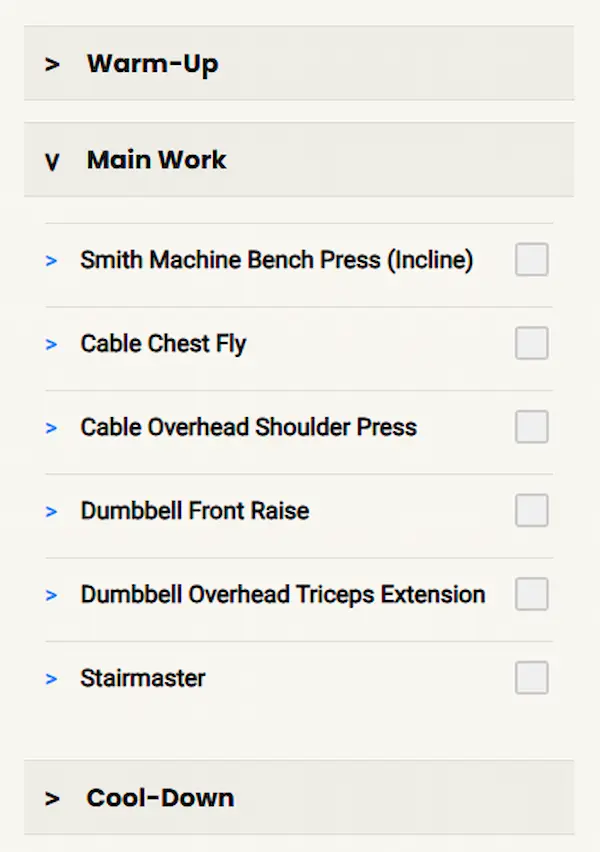 > Warm-Up
v Main Work
> Smith Machine Bench Press (Incline)
> Cable Chest Fly
> Cable Overhead Shoulder Press
> Dumbbell Front Raise
> Dumbbell Overhead Triceps Extension
> Stairmaster
> Cool-Down